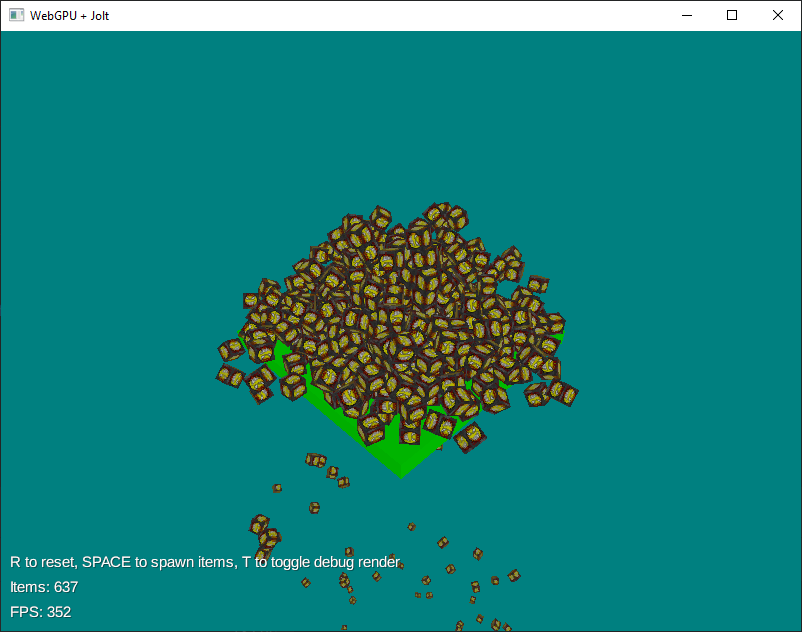 WebGPU + Jolt
R to reset, SPACE to spawn items, T to toggle debug render
Items: 637
FPS: 352